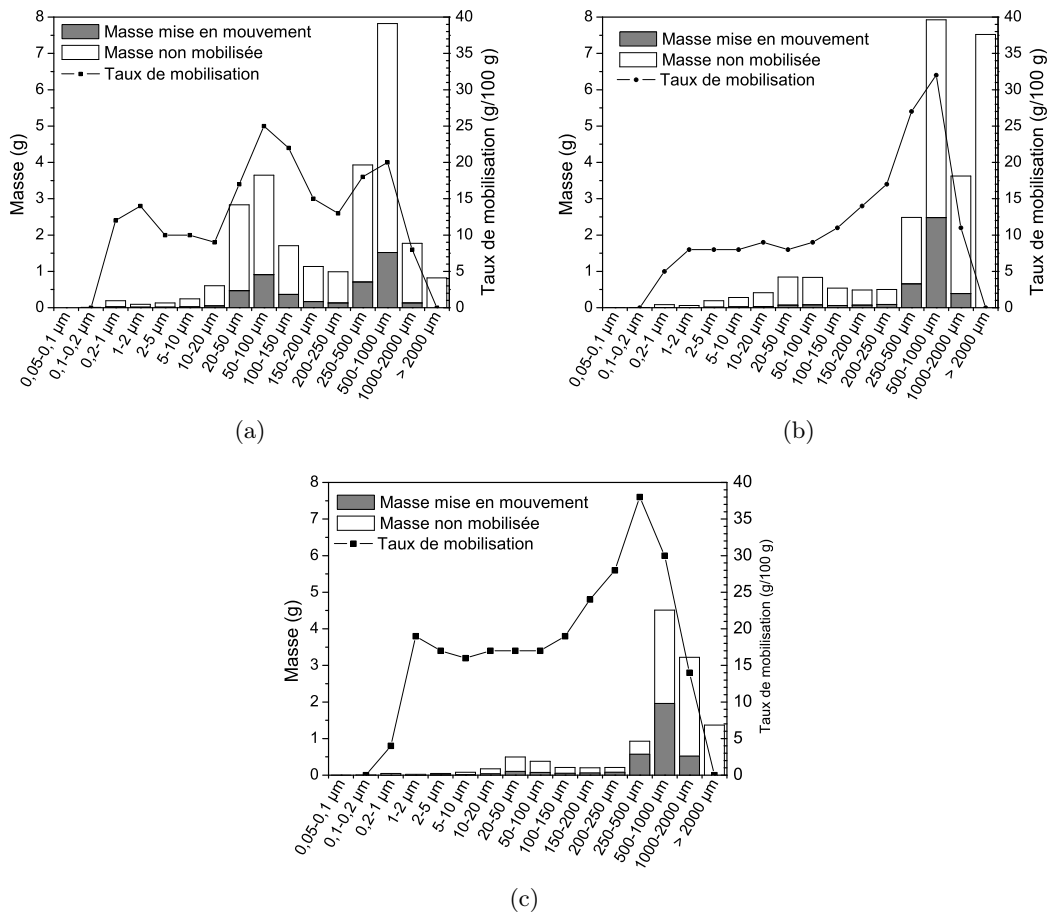 8
7
6
5
4
3
2
1
0
Masse (g)
Masse mise en mouvement
Masse non mobilisée
Taux de mobilisation
40
35
30
25
20
15
10
5
0
Taux de mobilisation (g/100 g)
0,05-0,1 µm
0,1-0,2 µm
0,2-1 µm
1-2 µm
2-5 µm
5-10 µm
10-20 µm
20-50 µm
50-100 µm
100-150 µm
150-200 µm
200-250 µm
250-500 µm
500-1000 µm
1000-2000 µm
> 2000 µm
(a)
8
7
6
5
4
3
2
1
0
Masse (g)
Masse mise en mouvement
Masse non mobilisée
Taux de mobilisation
40
35
30
25
20
15
10
5
0
Taux de mobilisation (g/100 g)
0,05-0,1 µm
0,1-0,2 µm
0,2-1 µm
1-2 µm
2-5 µm
5-10 µm
10-20 µm
20-50 µm
50-100 µm
100-150 µm
150-200 µm
200-250 µm
250-500 µm
500-1000 µm
1000-2000 µm
> 2000 µm
(b)
8
7
6
5
4
3
2
1
0
Masse (g)
Masse mise en mouvement
Masse non mobilisée
Taux de mobilisation
40
35
30
25
20
15
10
5
0
Taux de mobilisation (g/100 g)
0,05-0,1 µm
0,1-0,2 µm
0,2-1 µm
1-2 µm
2-5 µm
5-10 µm
10-20 µm
20-50 µm
50-100 µm
100-150 µm
150-200 µm
200-250 µm
250-500 µm
500-1000 µm
1000-2000 µm
> 2000 µm
(c)